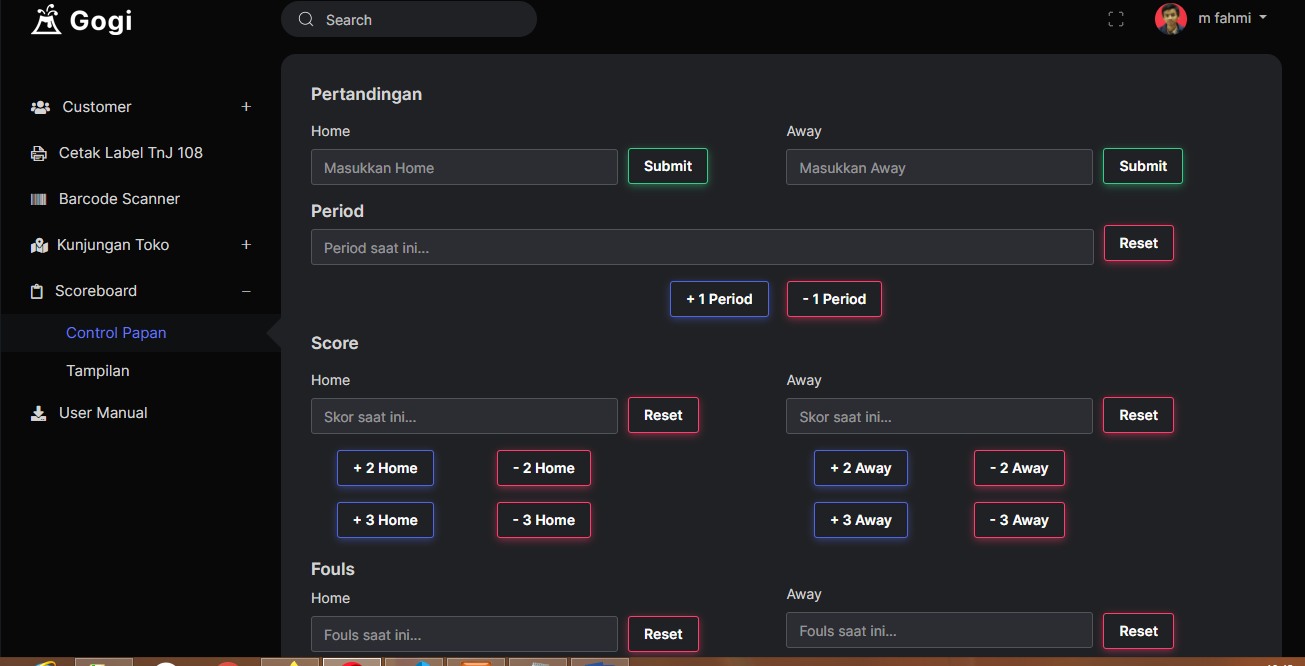 Gogi
Search
m fahmi
Customer +
Cetak Label TnJ 108
Barcode Scanner
Kunjungan Toko +
Scoreboard –
Control Papan
Tampilan
User Manual
Pertandingan
Home Away
Masukkan Home Submit Masukkan Away Submit
Period
Period saat ini... Reset
+ 1 Period - 1 Period
Score
Home Away
Skor saat ini... Reset Skor saat ini... Reset
+ 2 Home - 2 Home + 2 Away - 2 Away
+ 3 Home - 3 Home + 3 Away - 3 Away
Fouls
Home Away
Fouls saat ini... Reset Fouls saat ini... Reset